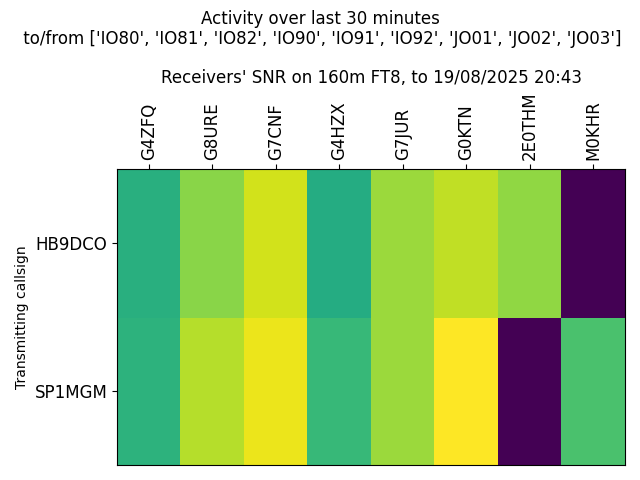 Activity over last 30 minutes
to/from ['IO80', 'IO81', 'IO82', 'IO90', 'IO91', 'IO92', 'JO01', 'JO02', 'JO03']
Receivers' SNR on 160m FT8, to 19/08/2025 20:43
G4ZFQ
G8URE
G7CNF
G4HZX
G7JUR
G0KTN
2E0THM
M0KHR
Transmitting callsign
HB9DCO
SP1MGM